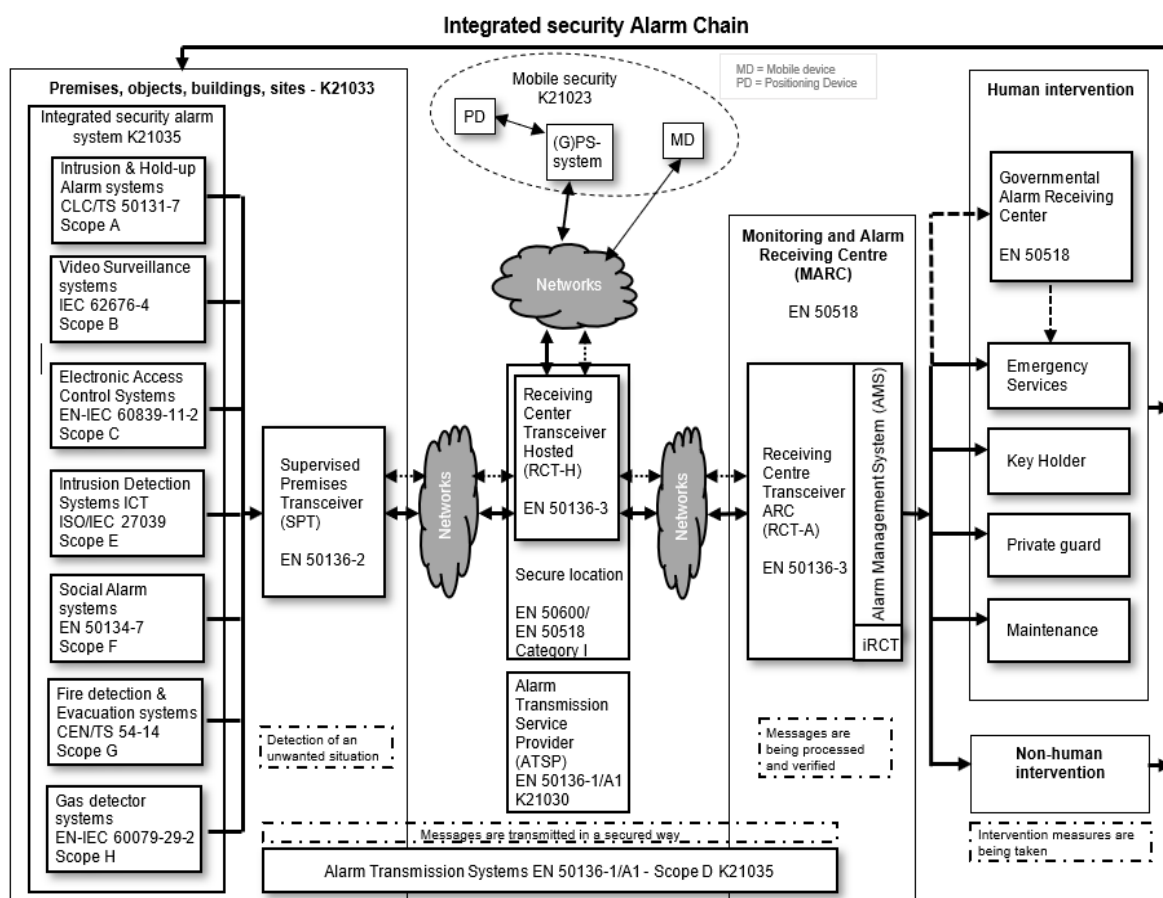 Integrated security Alarm Chain
Premises, objects, buildings, sites - K21033
Integrated security alarm
system K21035
Intrusion & Hold-up
Alarm systems
CLC/TS 50131-7
Scope A
Video Surveillance
systems
IEC 62676-4
Scope B
Electronic Access
Control Systems
EN-IEC 60839-11-2
Scope C
Intrusion Detection
Systems ICT
ISO/IEC 27039
Scope E
Social Alarm
systems
EN 50134-7
Scope F
Fire detection &
Evacuation systems
CEN/TS 54-14
Scope G
Gas detector
systems
EN-IEC 60079-29-2
Scope H
Supervised
Premises
Transceiver
(SPT)
EN 50136-2
Detection of an
unwanted situation
Mobile security
K21023
PD
(G)PS-
system
MD
MD = Mobile device
PD = Positioning Device
Networks
Networks
Receiving
Center
Transceiver
Hosted
(RCT-H)
EN 50136-3
Secure location
EN 50600/
EN 50518
Category I
Alarm
Transmission
Service
Provider
(ATSP)
EN 50136-1/A1
K21030
Networks
Monitoring and Alarm
Receiving Centre
(MARC)
EN 50518
Receiving
Centre
Transceiver
ARC
(RCT-A)
EN 50136-3
Alarm Management System (AMS)
iRCT
Messages are
being processed
and verified
Messages are transmitted in a secured way
Alarm Transmission Systems EN 50136-1/A1 - Scope D K21035
Human intervention
Governmental
Alarm Receiving
Center
EN 50518
Emergency
Services
Key Holder
Private guard
Maintenance
Non-human
intervention
Intervention measures are
being taken